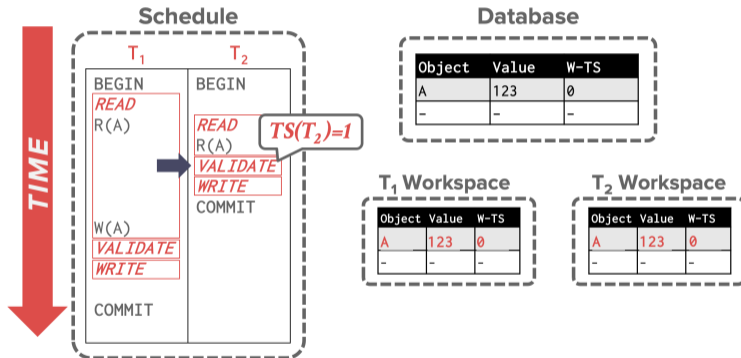 Schedule
TIME
T1
T2
BEGIN
READ
R(A)
W(A)
VALIDATE
WRITE
COMMIT
BEGIN
READ
R(A)
VALIDATE
WRITE
COMMIT
TS(T2)=1
Database
Object Value W-TS
A 123 0
- - -
T1 Workspace
Object Value W-TS
A 123 0
- - -
T2 Workspace
Object Value W-TS
A 123 0
- - -